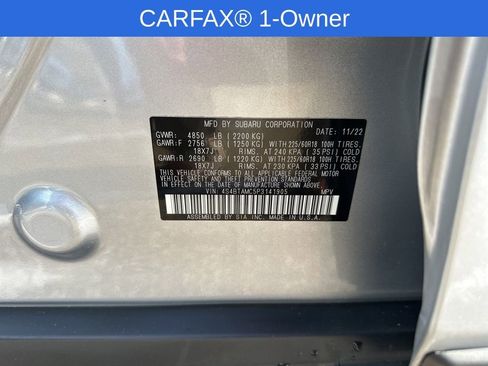 CARFAX® 1-Owner
MFD. BY SUBARU CORPORATION DATE: 11/22
GVWR: 4850 LB (2200 KG)
GAWR:F 2756 LB (1250 KG) WITH 225/60R18 100H TIRES.
18X7J RIMS. AT 240 KPA (35 PSI) COLD
GAWR:R 2690 LB (1220 KG) WITH 225/60R18 100H TIRES.
18X7J RIMS. AT 230 KPA (33 PSI) COLD
THIS VEHICLE CONFORMS TO ALL APPLICABLE FEDERAL MOTOR
VEHICLE SAFETY STANDARDS IN EFFECT ON THE DATE OF
MANUFACTURE SHOWN ABOVE.
VIN: 4S4BTAMC5P3141905 MPV
ASSEMBLED BY SIA INC. MADE IN U.S.A.